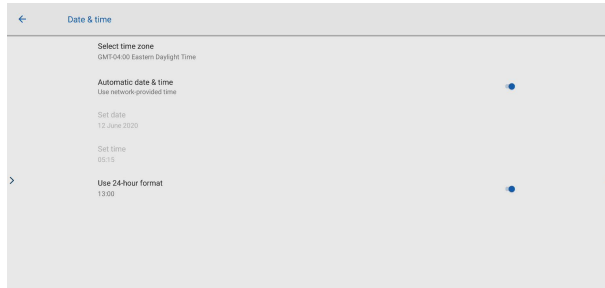 Date & time
Select time zone
GMT-04:00 Eastern Daylight Time
Automatic date & time
Use network-provided time
Set date
12 June 2020
Set time
05:15
Use 24-hour format
13:00